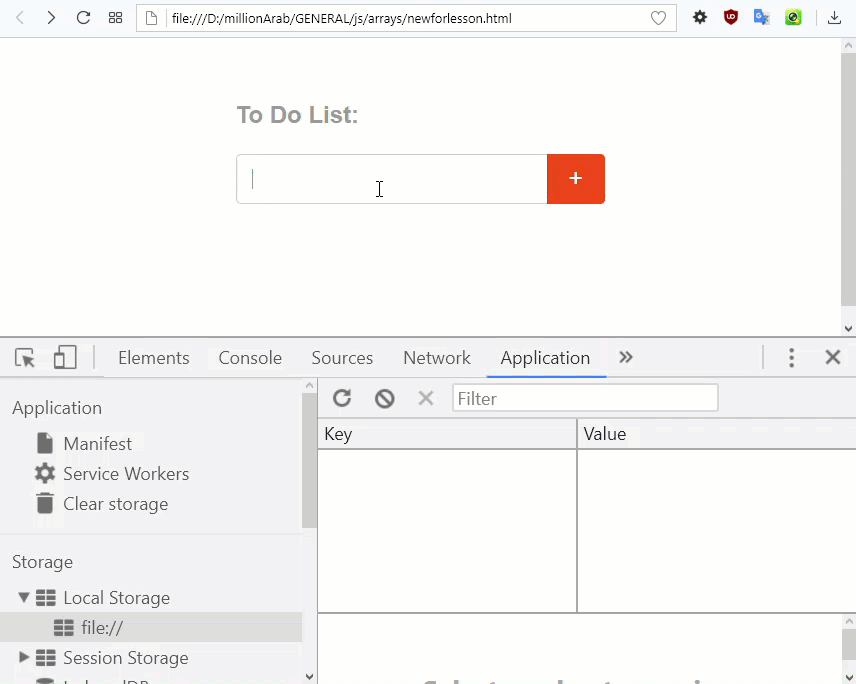 file:///D:/millionArab/GENERAL/js/arrays/newforlesson.html
To Do List:
+
Elements Console Sources Network Application »
Application
Manifest
Service Workers
Clear storage
Storage
Local Storage
file://
Session Storage
Filter
Key Value